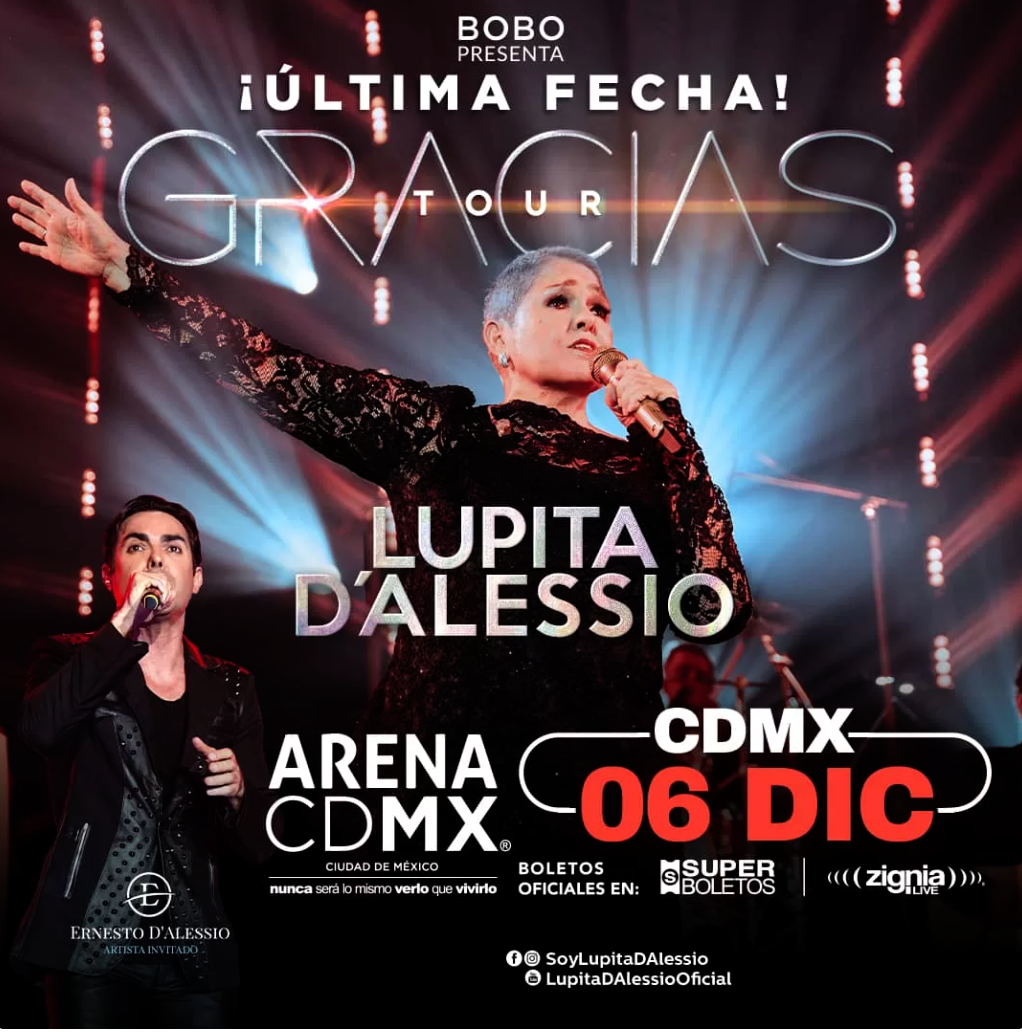 BOBO
PRESENTA
¡ÚLTIMA FECHA!
GRACIAS
TOUR
LUPITA
D'ALESSIO
ARENA
CDMX®
CIUDAD DE MÉXICO
nunca será lo mismo verlo que vivirlo
CDMX
06 DIC
BOLETOS
OFICIALES EN:
SUPER
BOLETOS
zignia
LIVE
ERNESTO D'ALESSIO
ARTISTA INVITADO
SoyLupitaDAlessio
LupitaDAlessioOficial